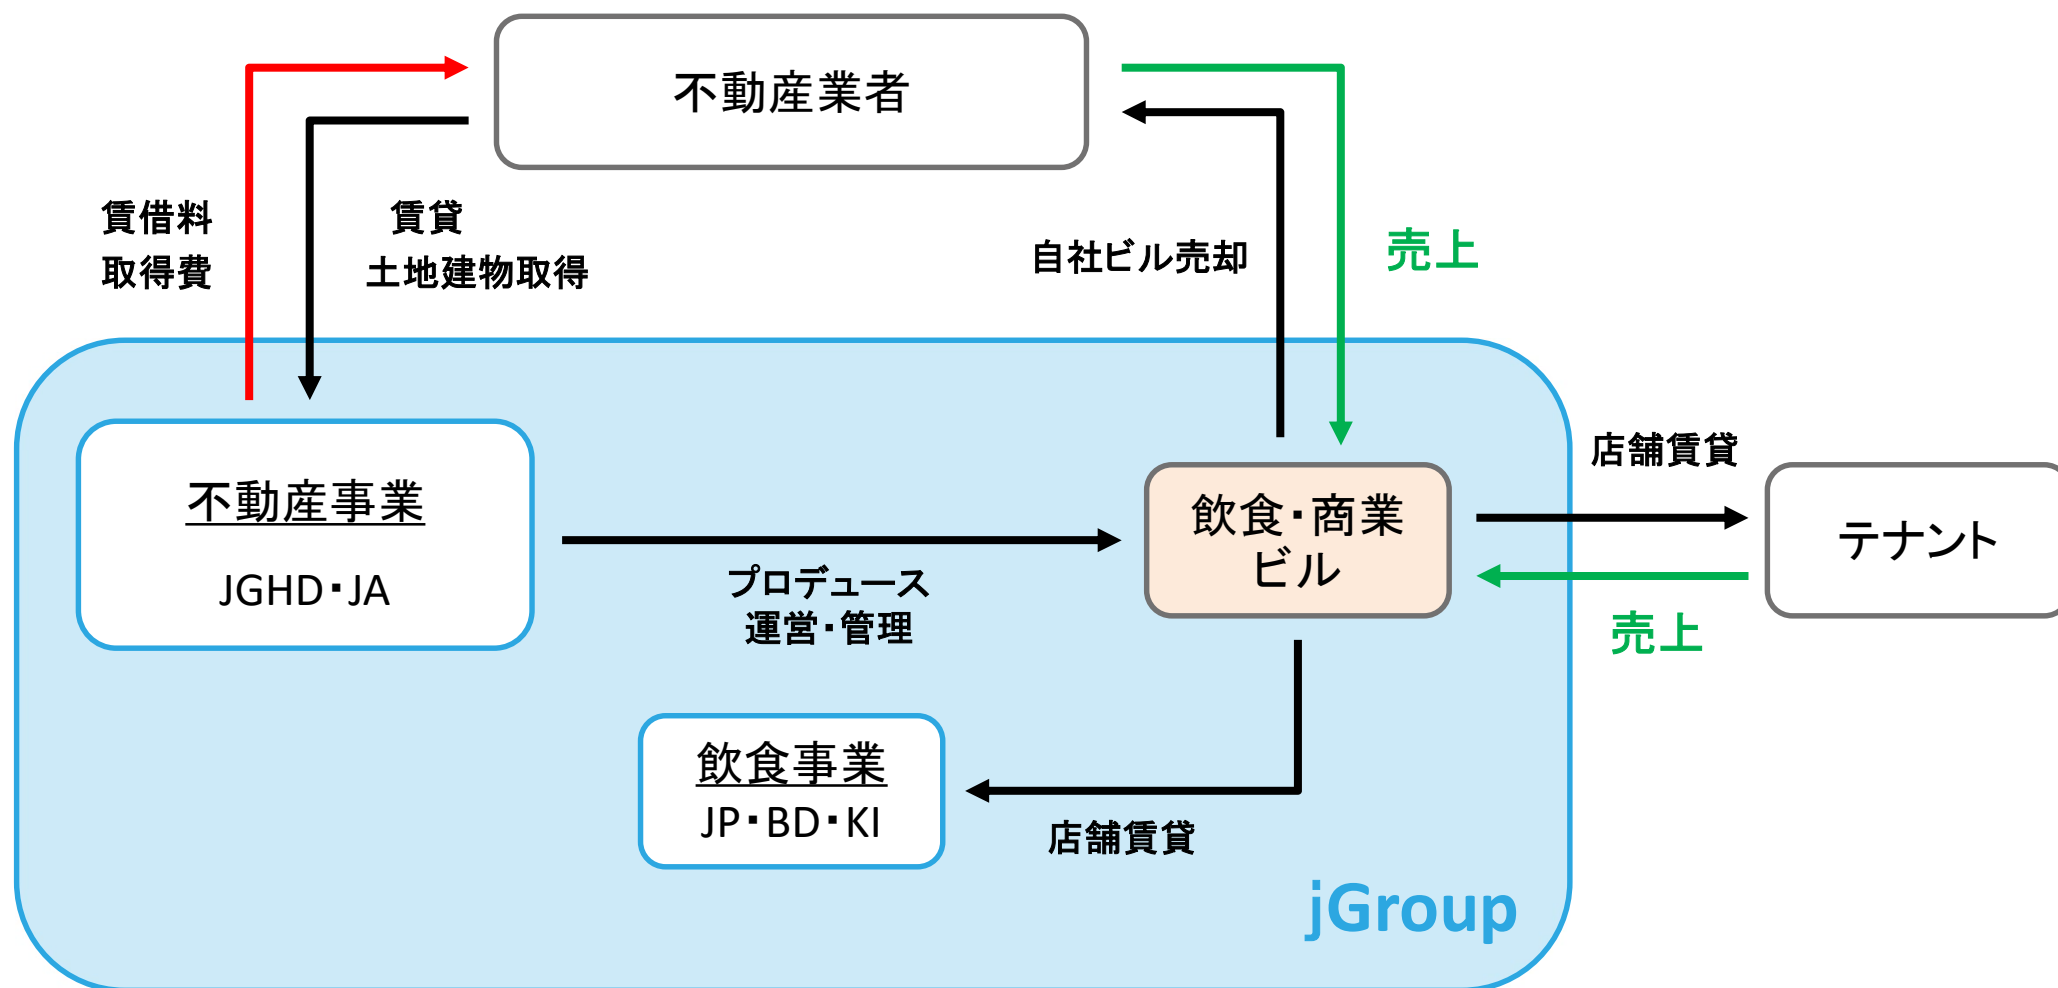 不動産業者
賃借料
取得費
賃貸
土地建物取得
自社ビル売却
売上
不動産事業
JGHD・JA
プロデュース
運営・管理
飲食・商業
ビル
店舗賃貸
テナント
売上
飲食事業
JP・BD・KI
店舗賃貸
jGroup